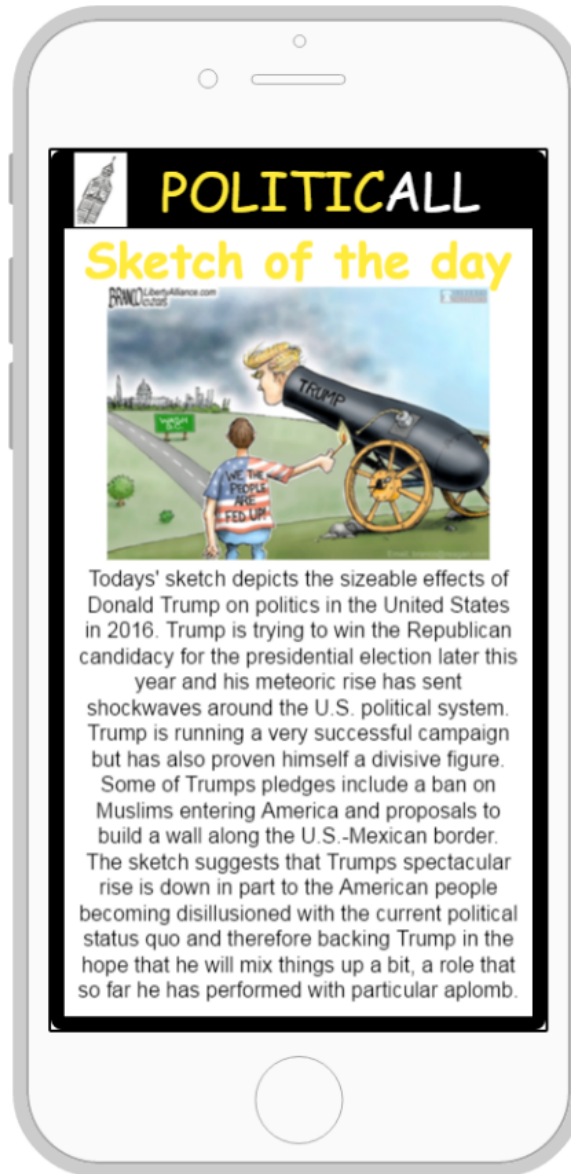 POLITICALL
Sketch of the day
BRANCO LibertyAlliance.com
©2015
TRUMP
WASH
D.C.
WE THE
PEOPLE
ARE
FED UP!
Todays' sketch depicts the sizeable effects of
Donald Trump on politics in the United States
in 2016. Trump is trying to win the Republican
candidacy for the presidential election later this
year and his meteoric rise has sent
shockwaves around the U.S. political system.
Trump is running a very successful campaign
but has also proven himself a divisive figure.
Some of Trumps pledges include a ban on
Muslims entering America and proposals to
build a wall along the U.S.-Mexican border.
The sketch suggests that Trumps spectacular
rise is down in part to the American people
becoming disillusioned with the current political
status quo and therefore backing Trump in the
hope that he will mix things up a bit, a role that
so far he has performed with particular aplomb.